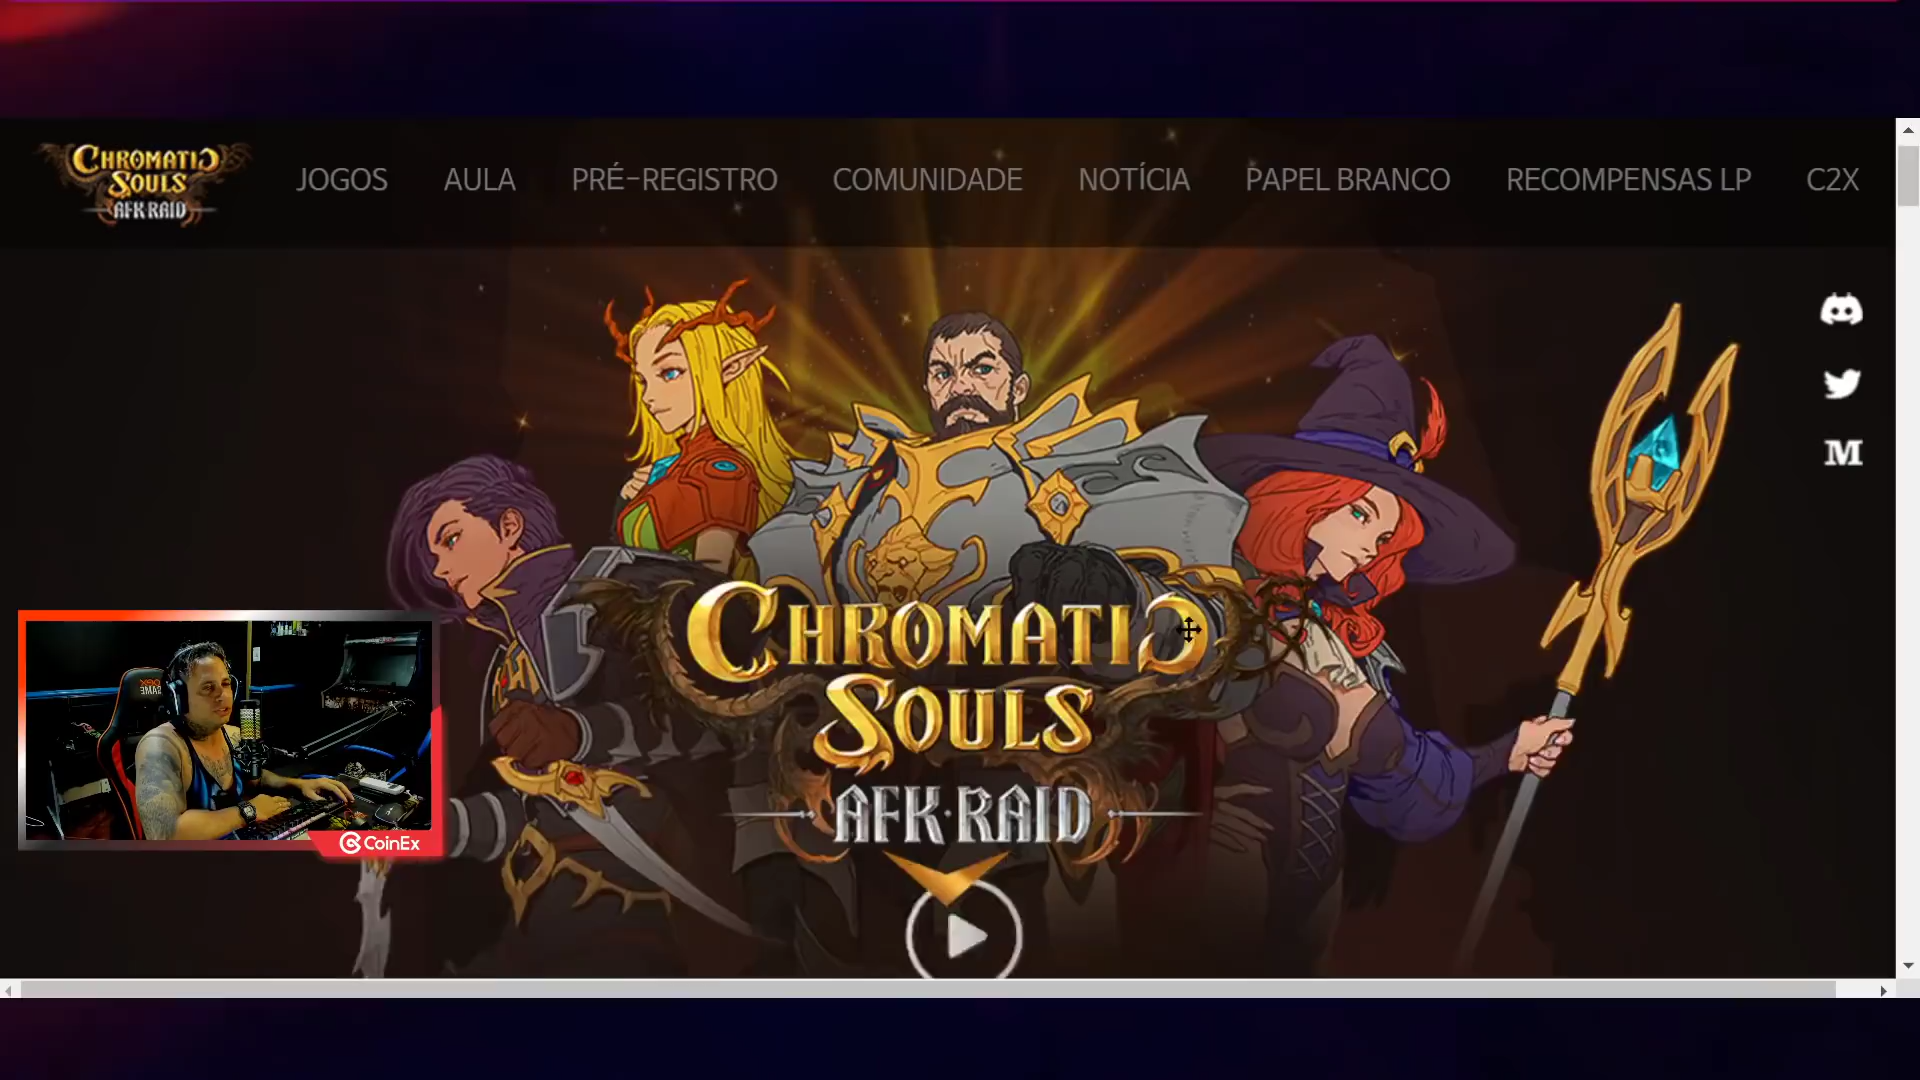 CHROMATIC
SOULS
AFK RAID
JOGOS
AULA
PRÉ-REGISTRO
COMUNIDADE
NOTÍCIA
PAPEL BRANCO
RECOMPENSAS LP
C2X
M
CHROMATIC
SOULS
AFK·RAID
CoinEx